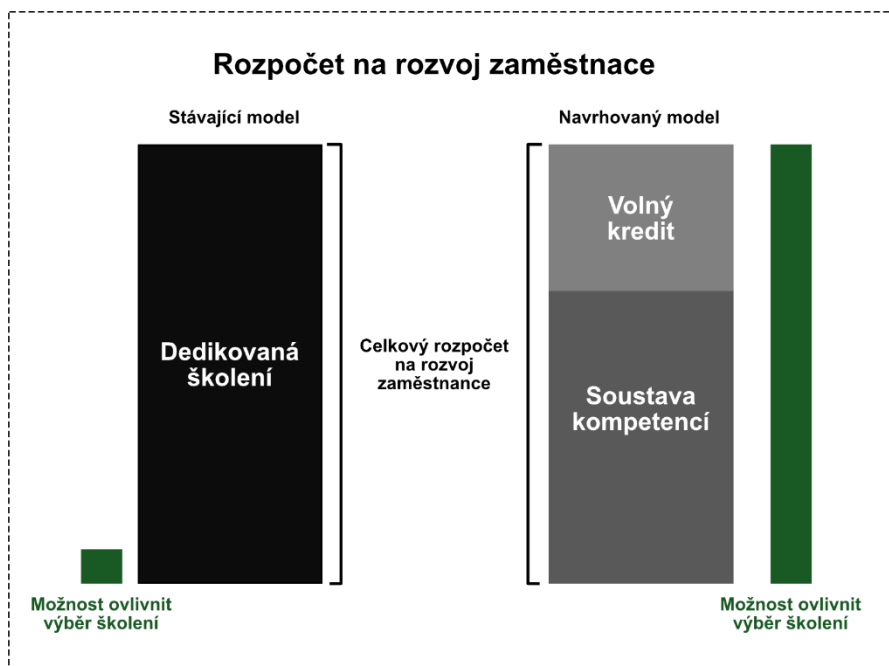 Rozpočet na rozvoj zaměstnace
Stávající model
Navrhovaný model
Dedikovaná
školení
Celkový rozpočet
na rozvoj
zaměstnance
Volný
kredit
Soustava
kompetencí
Možnost ovlivnit
výběr školení
Možnost ovlivnit
výběr školení